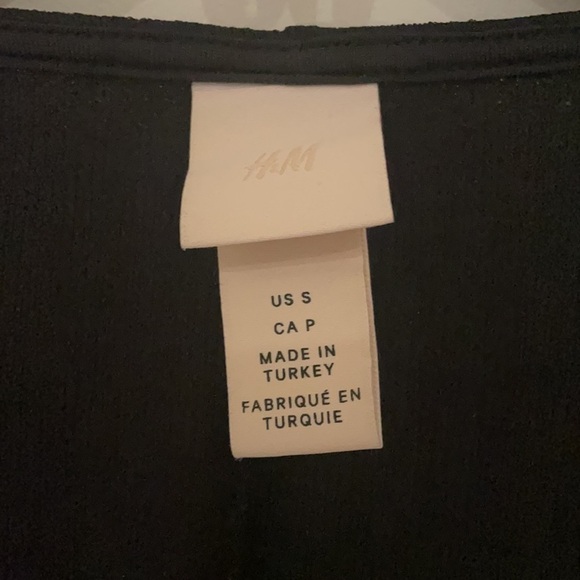 H&M
US S
CA P
MADE IN
TURKEY
FABRIQUÉ EN
TURQUIE